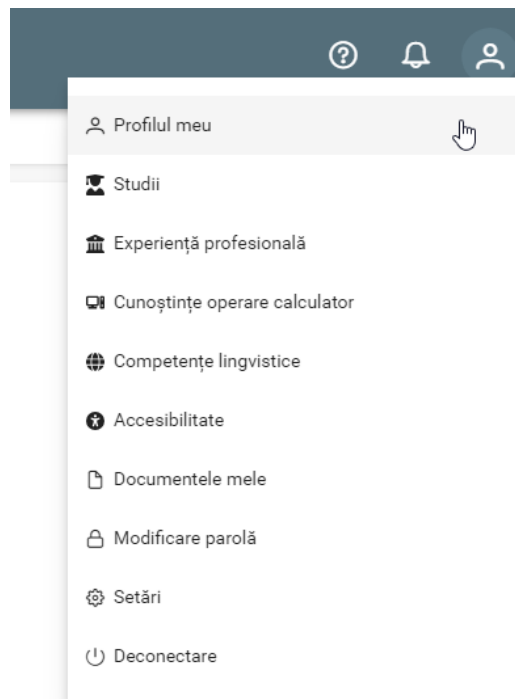 Profilul meu
Studii
Experiență profesională
Cunoștințe operare calculator
Competențe lingvistice
Accesibilitate
Documentele mele
Modificare parolă
Setări
Deconectare